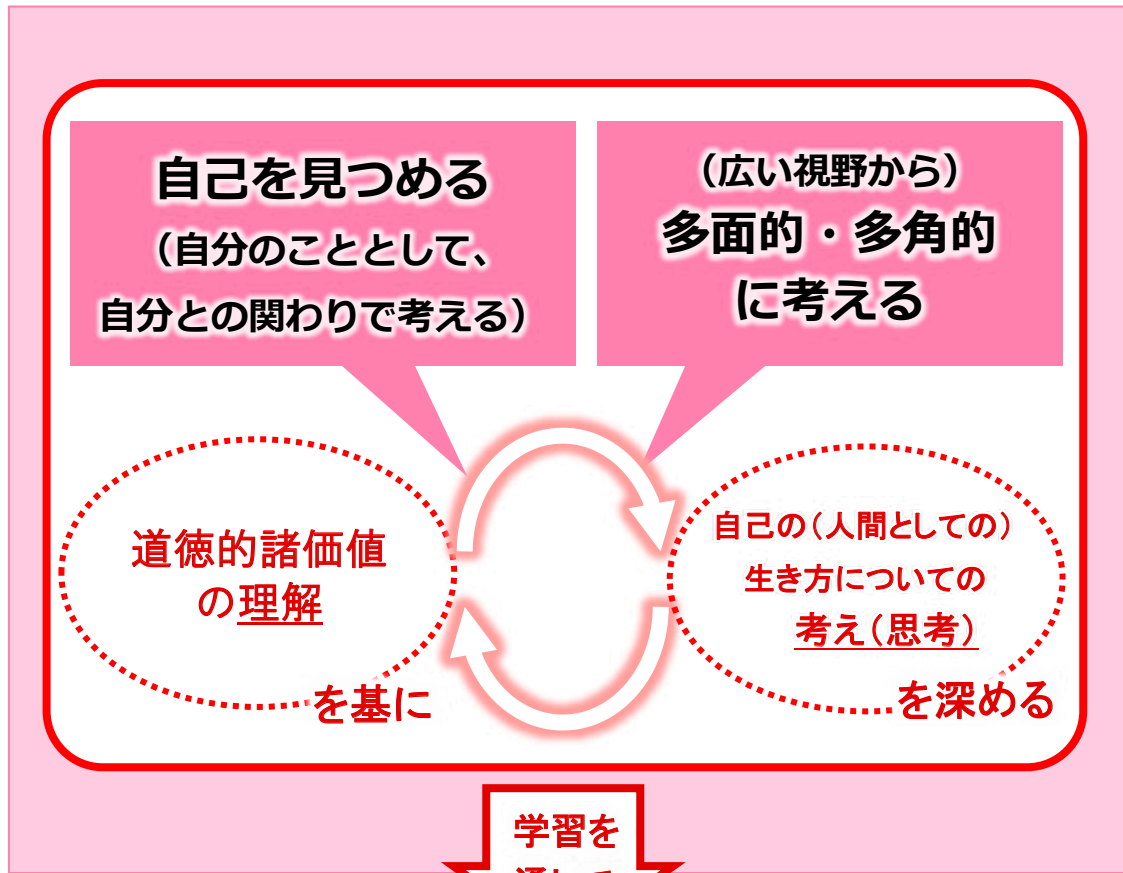 自己を見つめる
（自分のこととして、
自分との関わりで考える）
（広い視野から）
多面的・多角的
に考える
道徳的諸価値
の理解
を基に
自己の（人間としての）
生き方についての
考え（思考）
を深める
学習を